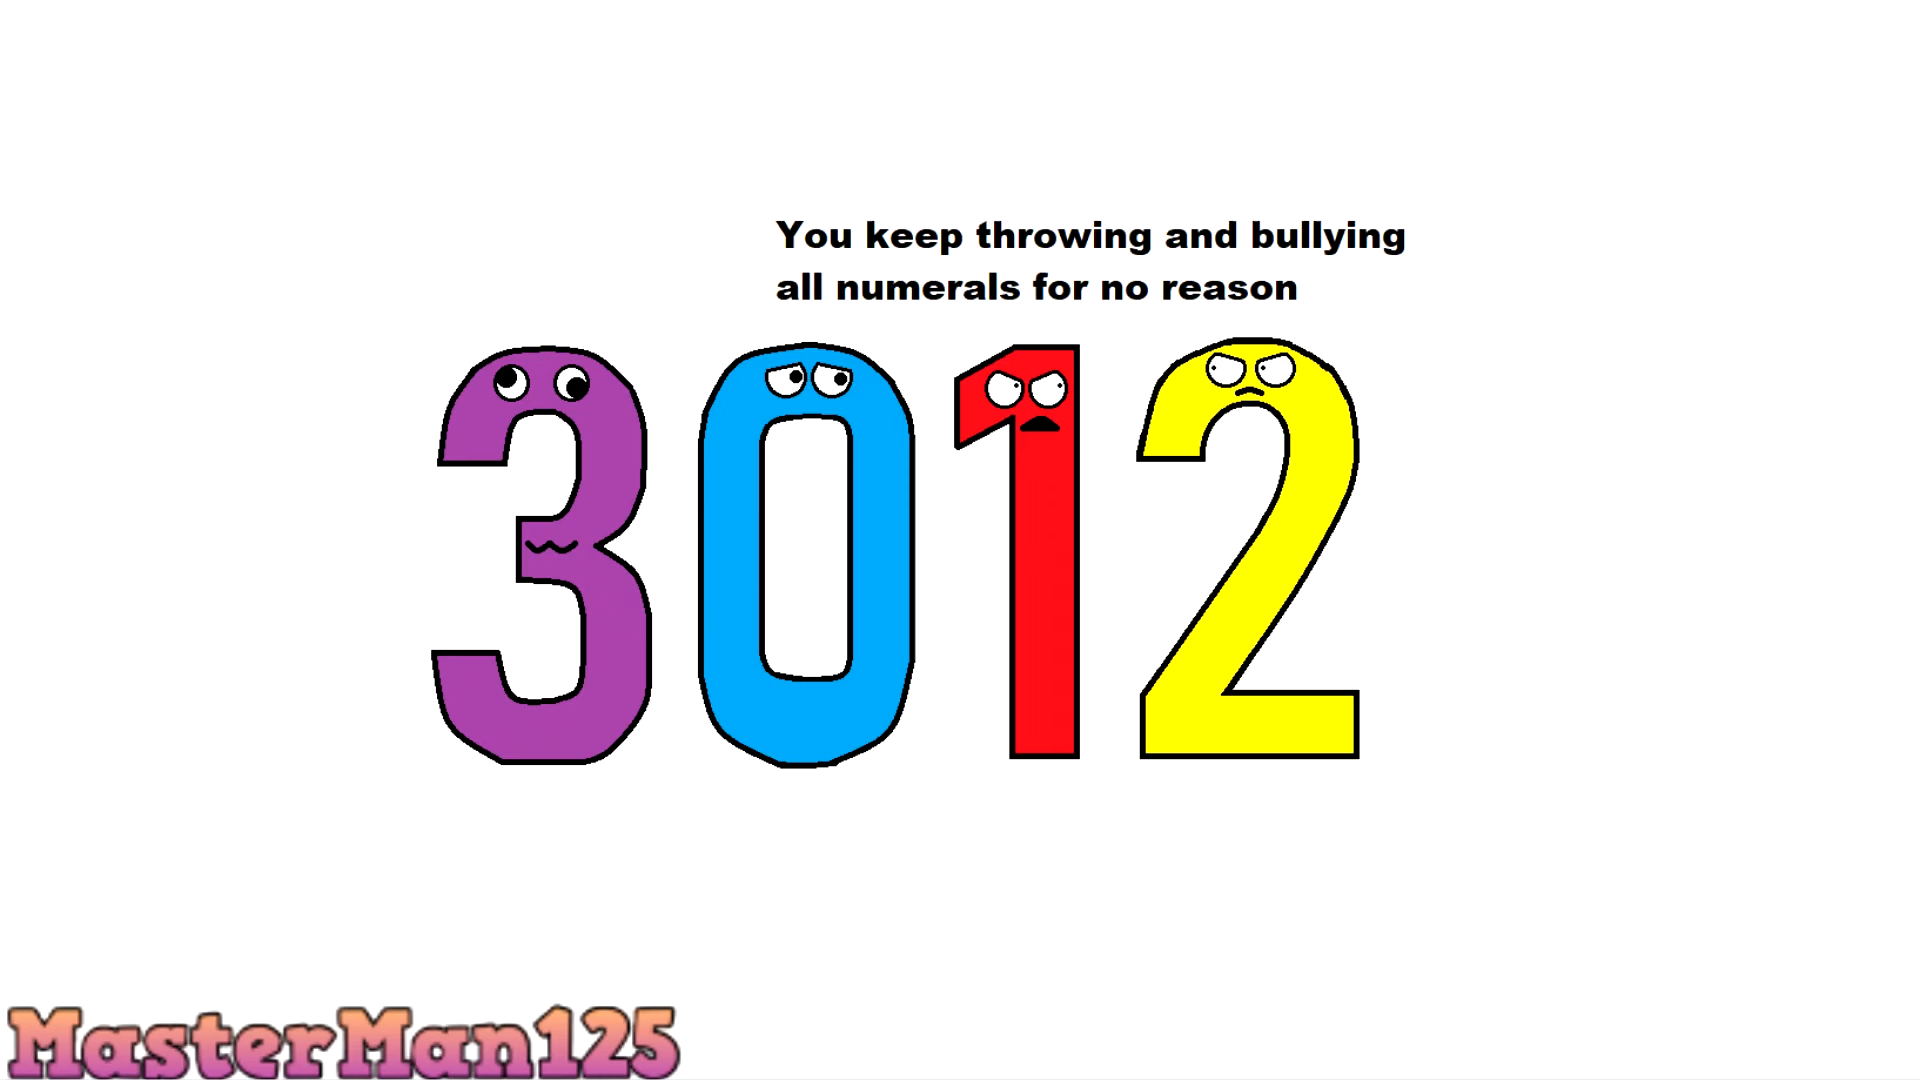 You keep throwing and bullying
all numerals for no reason
3012
MasterMan125